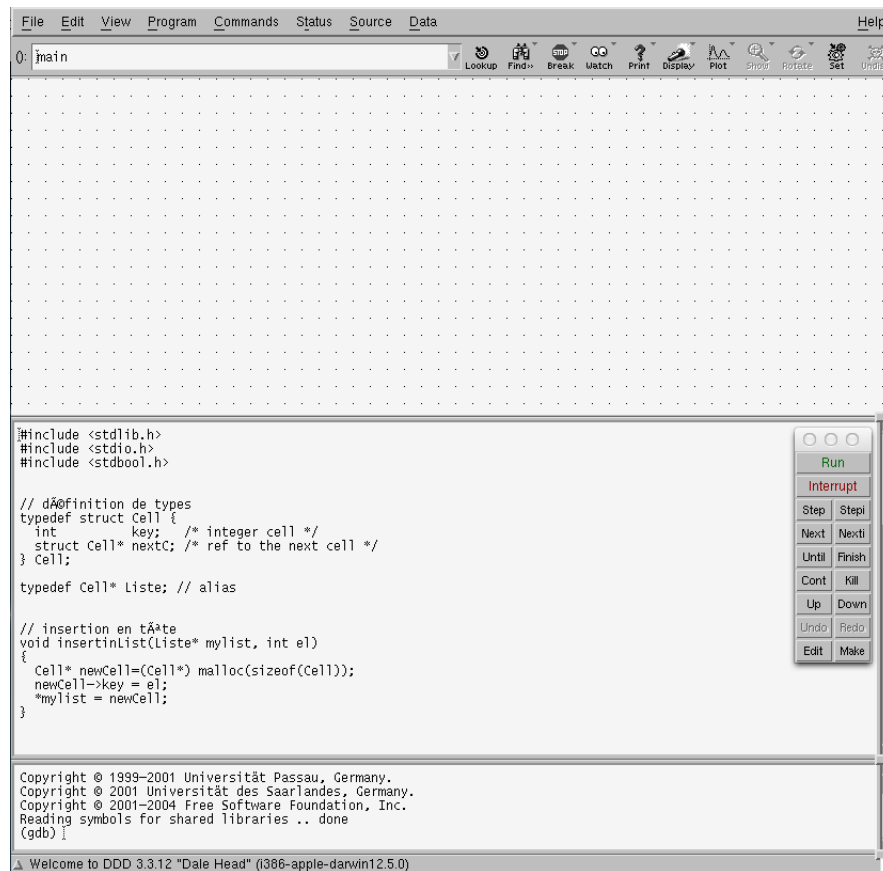 File Edit View Program Commands Status Source Data Help
(): main
Lookup Find>> Break Watch Print Display Plot Show Rotate Set Undis
STOP
#include <stdlib.h>
#include <stdio.h>
#include <stdbool.h>
// dÃ©finition de types
typedef struct Cell {
int key; /* integer cell */
struct Cell* nextC; /* ref to the next cell */
} Cell;
typedef Cell* Liste; // alias
// insertion en tÃªte
void insertinList(Liste* mylist, int el)
{
Cell* newCell=(Cell*) malloc(sizeof(Cell));
newCell->key = el;
*mylist = newCell;
}
Run
Interrupt
Step Stepi
Next Nexti
Until Finish
Cont Kill
Up Down
Undo Redo
Edit Make
Copyright © 1999-2001 Universität Passau, Germany.
Copyright © 2001 Universität des Saarlandes, Germany.
Copyright © 2001-2004 Free Software Foundation, Inc.
Reading symbols for shared libraries .. done
(gdb)
Welcome to DDD 3.3.12 "Dale Head" (i386-apple-darwin12.5.0)